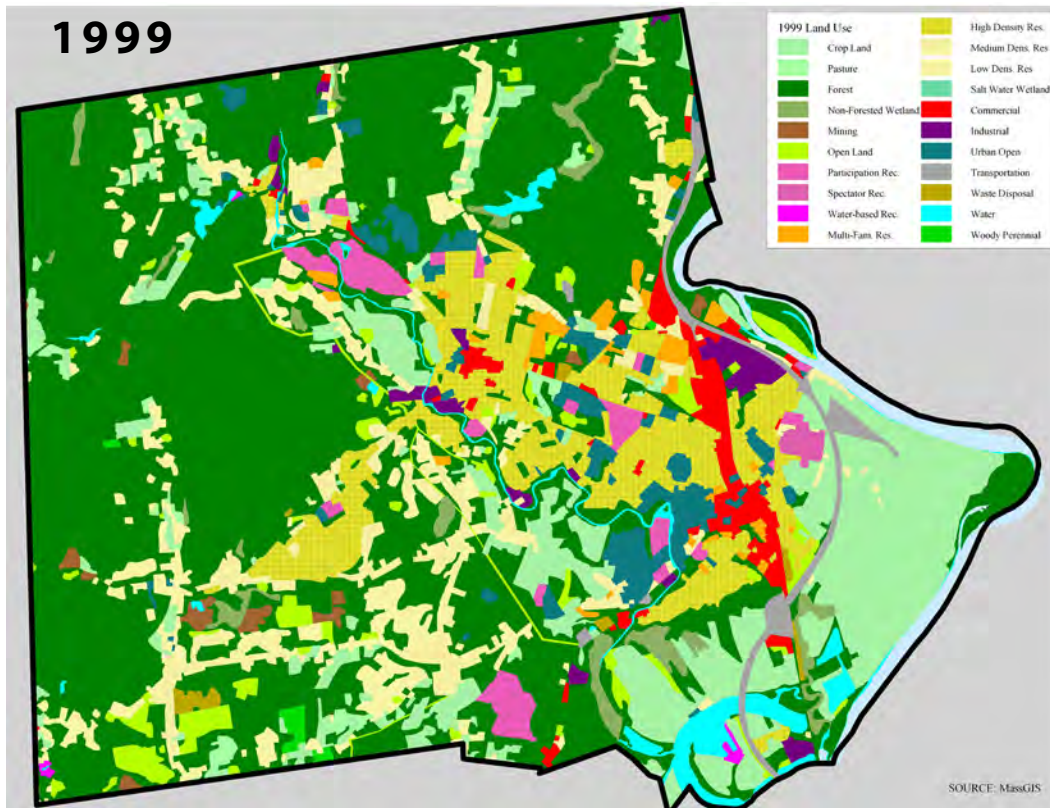 1999
1999 Land Use
Crop Land
Pasture
Forest
Non-Forested Wetland
Mining
Open Land
Participation Rec.
Spectator Rec.
Water-based Rec.
Multi-Fam. Res.
High Density Res.
Medium Dens. Res
Low Dens. Res
Salt Water Wetland
Commercial
Industrial
Urban Open
Transportation
Waste Disposal
Water
Woody Perennial
SOURCE: MassGIS